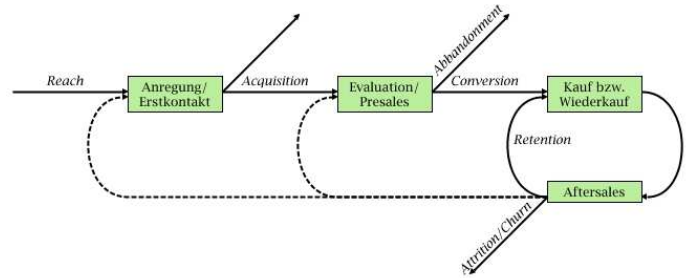 Abbandonment
Reach
Anregung/
Erstkontakt
Acquisition
Evaluation/
Presales
Conversion
Kauf bzw.
Wiederkauf
Retention
Aftersales
Attrition/Churn